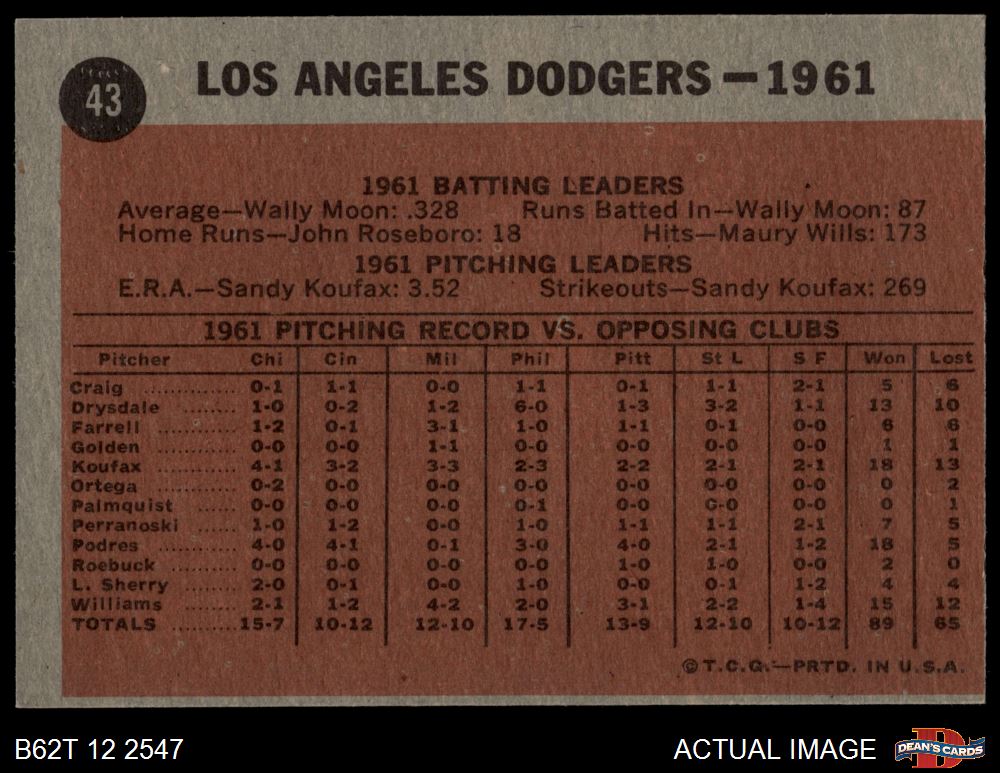 43
LOS ANGELES DODGERS—1961
1961 BATTING LEADERS
Average—Wally Moon: .328 Runs Batted In—Wally Moon: 87
Home Runs—John Roseboro: 18 Hits—Maury Wills: 173
1961 PITCHING LEADERS
E.R.A.—Sandy Koufax: 3.52 Strikeouts—Sandy Koufax: 269
1961 PITCHING RECORD VS. OPPOSING CLUBS
Pitcher Chi Cin Mil Phil Pitt St L S F Won Lost
Craig ............ 0-1 1-1 0-0 1-1 0-1 1-1 2-1 5 6
Drysdale ........ 1-0 0-2 1-2 6-0 1-3 3-2 1-1 13 10
Farrell ............ 1-2 0-1 3-1 1-0 1-1 0-1 0-0 6 6
Golden ............ 0-0 0-0 1-1 0-0 0-0 0-0 0-0 1 1
Koufax ............ 4-1 3-2 3-3 2-3 2-2 2-1 2-1 18 13
Ortega ............ 0-2 0-0 0-0 0-0 0-0 0-0 0-0 0 2
Palmquist ...... 0-0 0-0 0-0 0-1 0-0 0-0 0-0 0 1
Perranoski ...... 1-0 1-2 0-0 1-0 1-1 1-1 2-1 7 5
Podres ............ 4-0 4-1 0-1 3-0 4-0 2-1 1-2 18 5
Roebuck ........ 0-0 0-0 0-0 0-0 1-0 1-0 0-0 2 0
L. Sherry ........ 2-0 0-1 0-0 1-0 0-0 0-1 1-2 4 4
Williams ........ 2-1 1-2 4-2 2-0 3-1 2-2 1-4 15 12
TOTALS ..........15-7 10-12 12-10 17-5 13-9 12-10 10-12 89 65
©T.C.G.—PRTD. IN U.S.A.
B62T 12 2547 ACTUAL IMAGE
D
DEAN'S CARDS